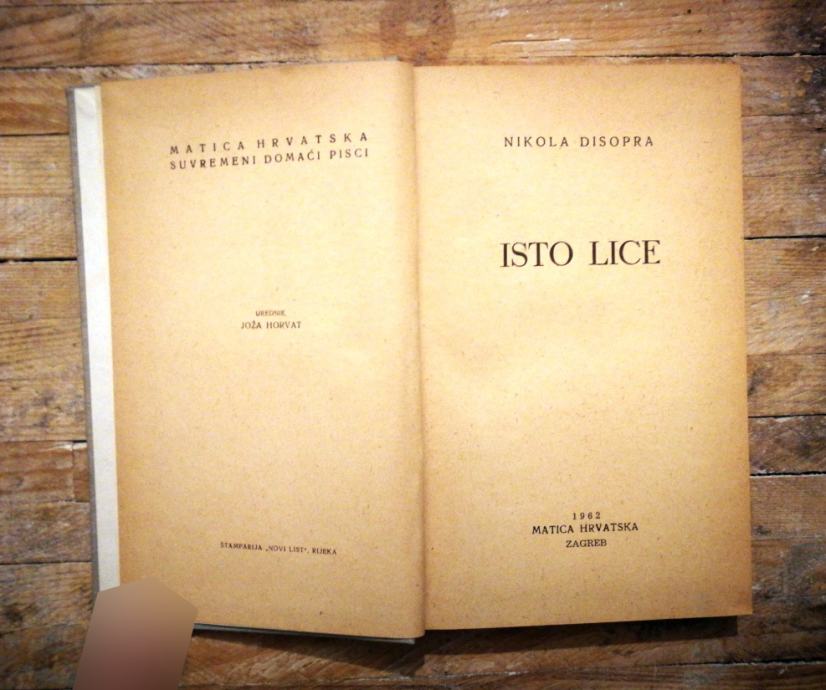 MATICA HRVATSKA
SUVREMENI DOMAĆI PISCI
UREDNIK
JOŽA HORVAT
ŠTAMPARIJA „NOVI LIST“, RIJEKA
NIKOLA DISOPRA
ISTO LICE
1962
MATICA HRVATSKA
ZAGREB